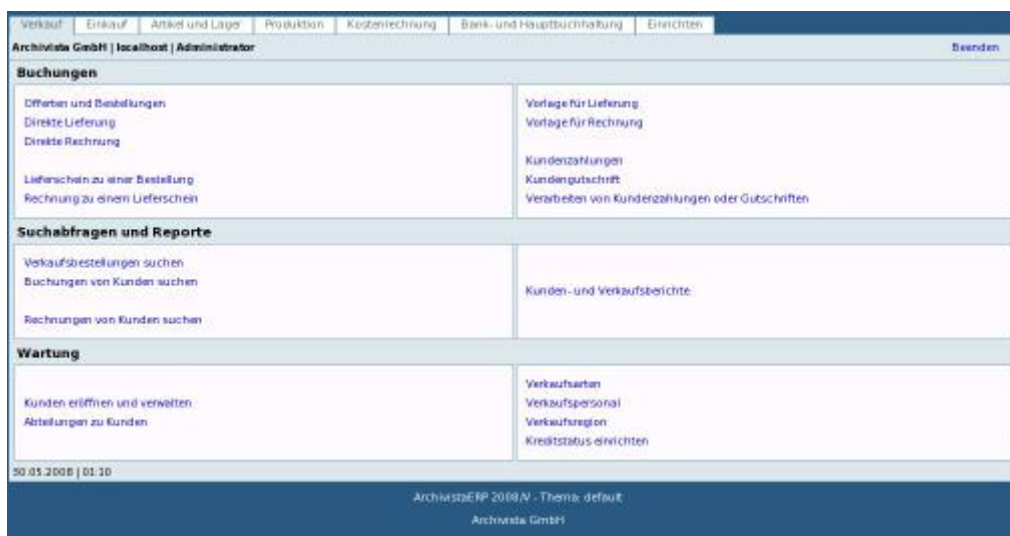 Verkauf Einkauf Artikel und Lager Produktion Kostenrechnung Bank- und Hauptbuchhaltung Einrichten
Archivista GmbH | localhost | Administrator Beenden
Buchungen
Offerten und Bestellungen
Direkte Lieferung
Direkte Rechnung
Lieferschein zu einer Bestellung
Rechnung zu einem Lieferschein
Vorlage für Lieferung
Vorlage für Rechnung
Kundenzahlungen
Kundengutschrift
Verarbeiten von Kundenzahlungen oder Gutschriften
Suchabfragen und Reporte
Verkaufsbestellungen suchen
Buchungen von Kunden suchen
Rechnungen von Kunden suchen
Kunden- und Verkaufsberichte
Wartung
Kunden eröffnen und verwalten
Abteilungen zu Kunden
Verkaufsarten
Verkaufspersonal
Verkaufsregion
Kreditstatus einrichten
30.05.2008 | 01:10
ArchivistaERP 2008/V - Thema: default
Archivista GmbH